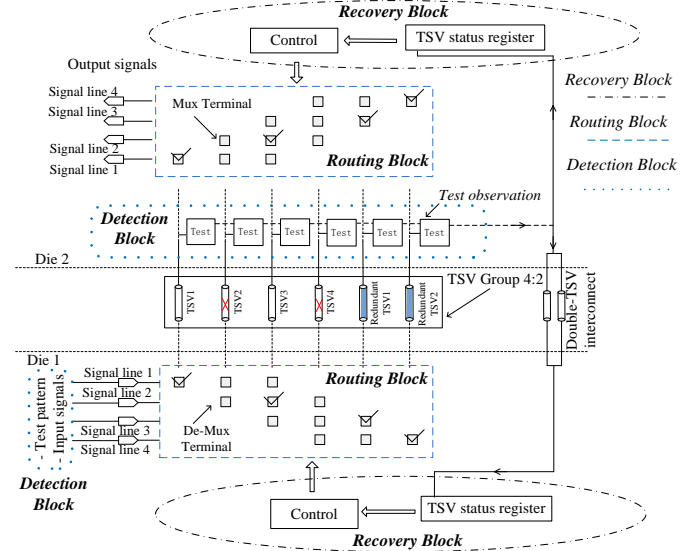 Recovery Block
Control
TSV status register
Output signals
Signal line 4
Signal line 3
Signal line 2
Signal line 1
Mux Terminal
Routing Block
Recovery Block
Routing Block
Detection Block
Test observation
Detection
Block
Test
Test
Test
Test
Test
Test
Die 2
TSV1
TSV2
TSV3
TSV4
Redundant
TSV1
Redundant
TSV2
TSV Group 4:2
Double-TSV
interconnect
Die 1
Signal line 1
Signal line 2
Signal line 3
Signal line 4
- Test pattern
- Input signals
Detection
Block
De-Mux
Terminal
Routing Block
Control
TSV status register
Recovery Block